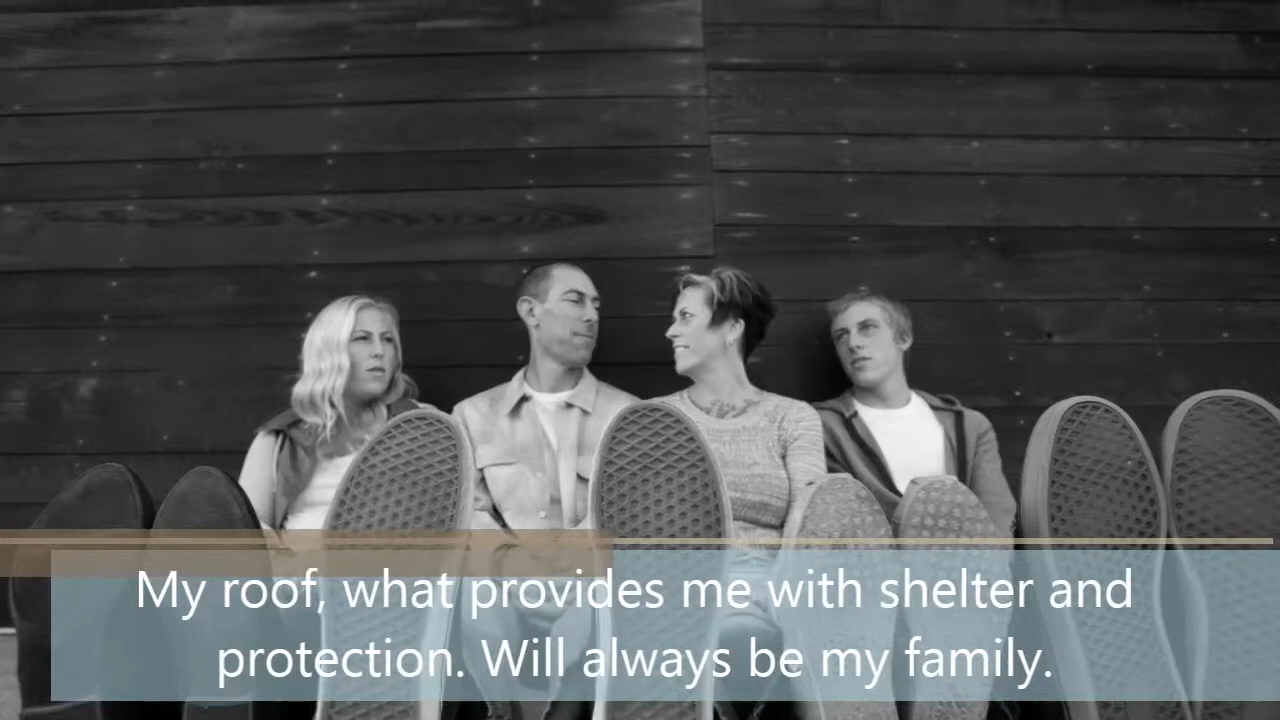 My roof, what provides me with shelter and
protection. Will always be my family.